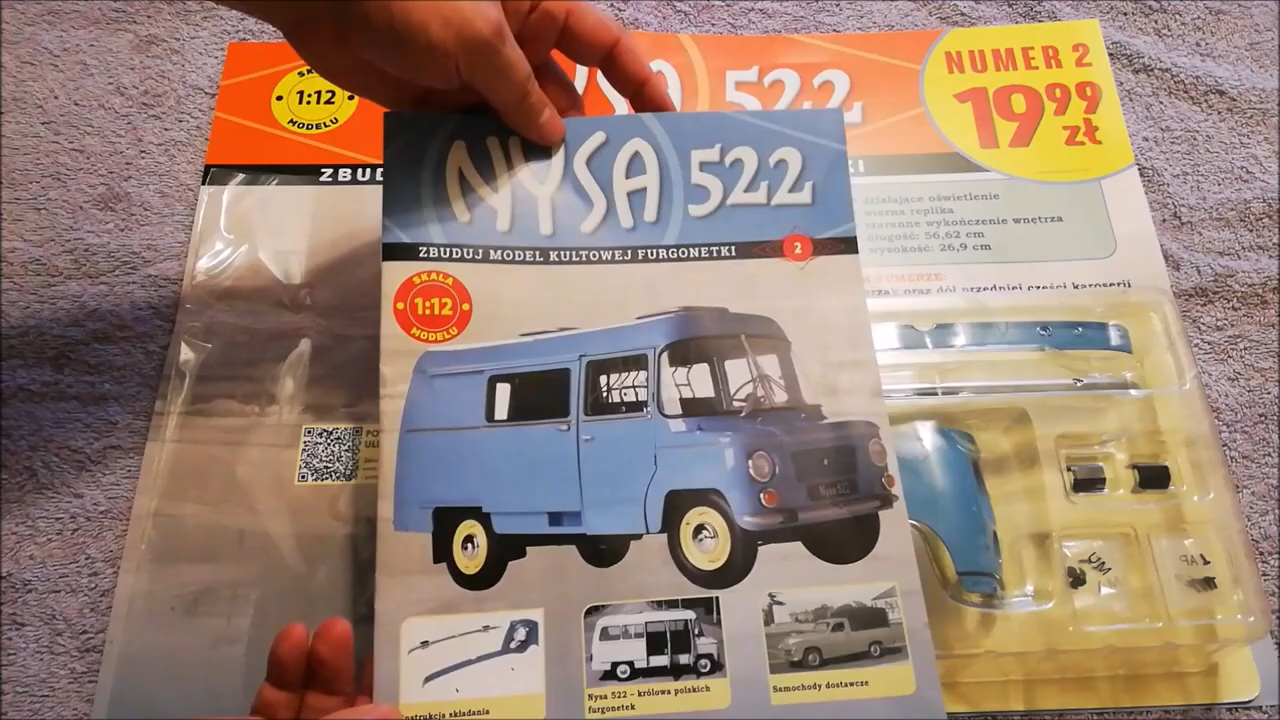 1:12
MODELU
522
NUMER 2
19 99
zł
ZBUD
działające oświetlenie
wierna replika
staranne wykończenie wnętrza
długość: 56,62 cm
wysokość: 26,9 cm
NUMERZE:
oraz dół przedniej części karoserii
NYSA 522
ZBUDUJ MODEL KULTOWEJ FURGONETKI
2
SKALA
1:12
MODELU
Nysa 522
Instrukcja składania
Nysa 522 – królowa polskich
furgonetek
Samochody dostawcze